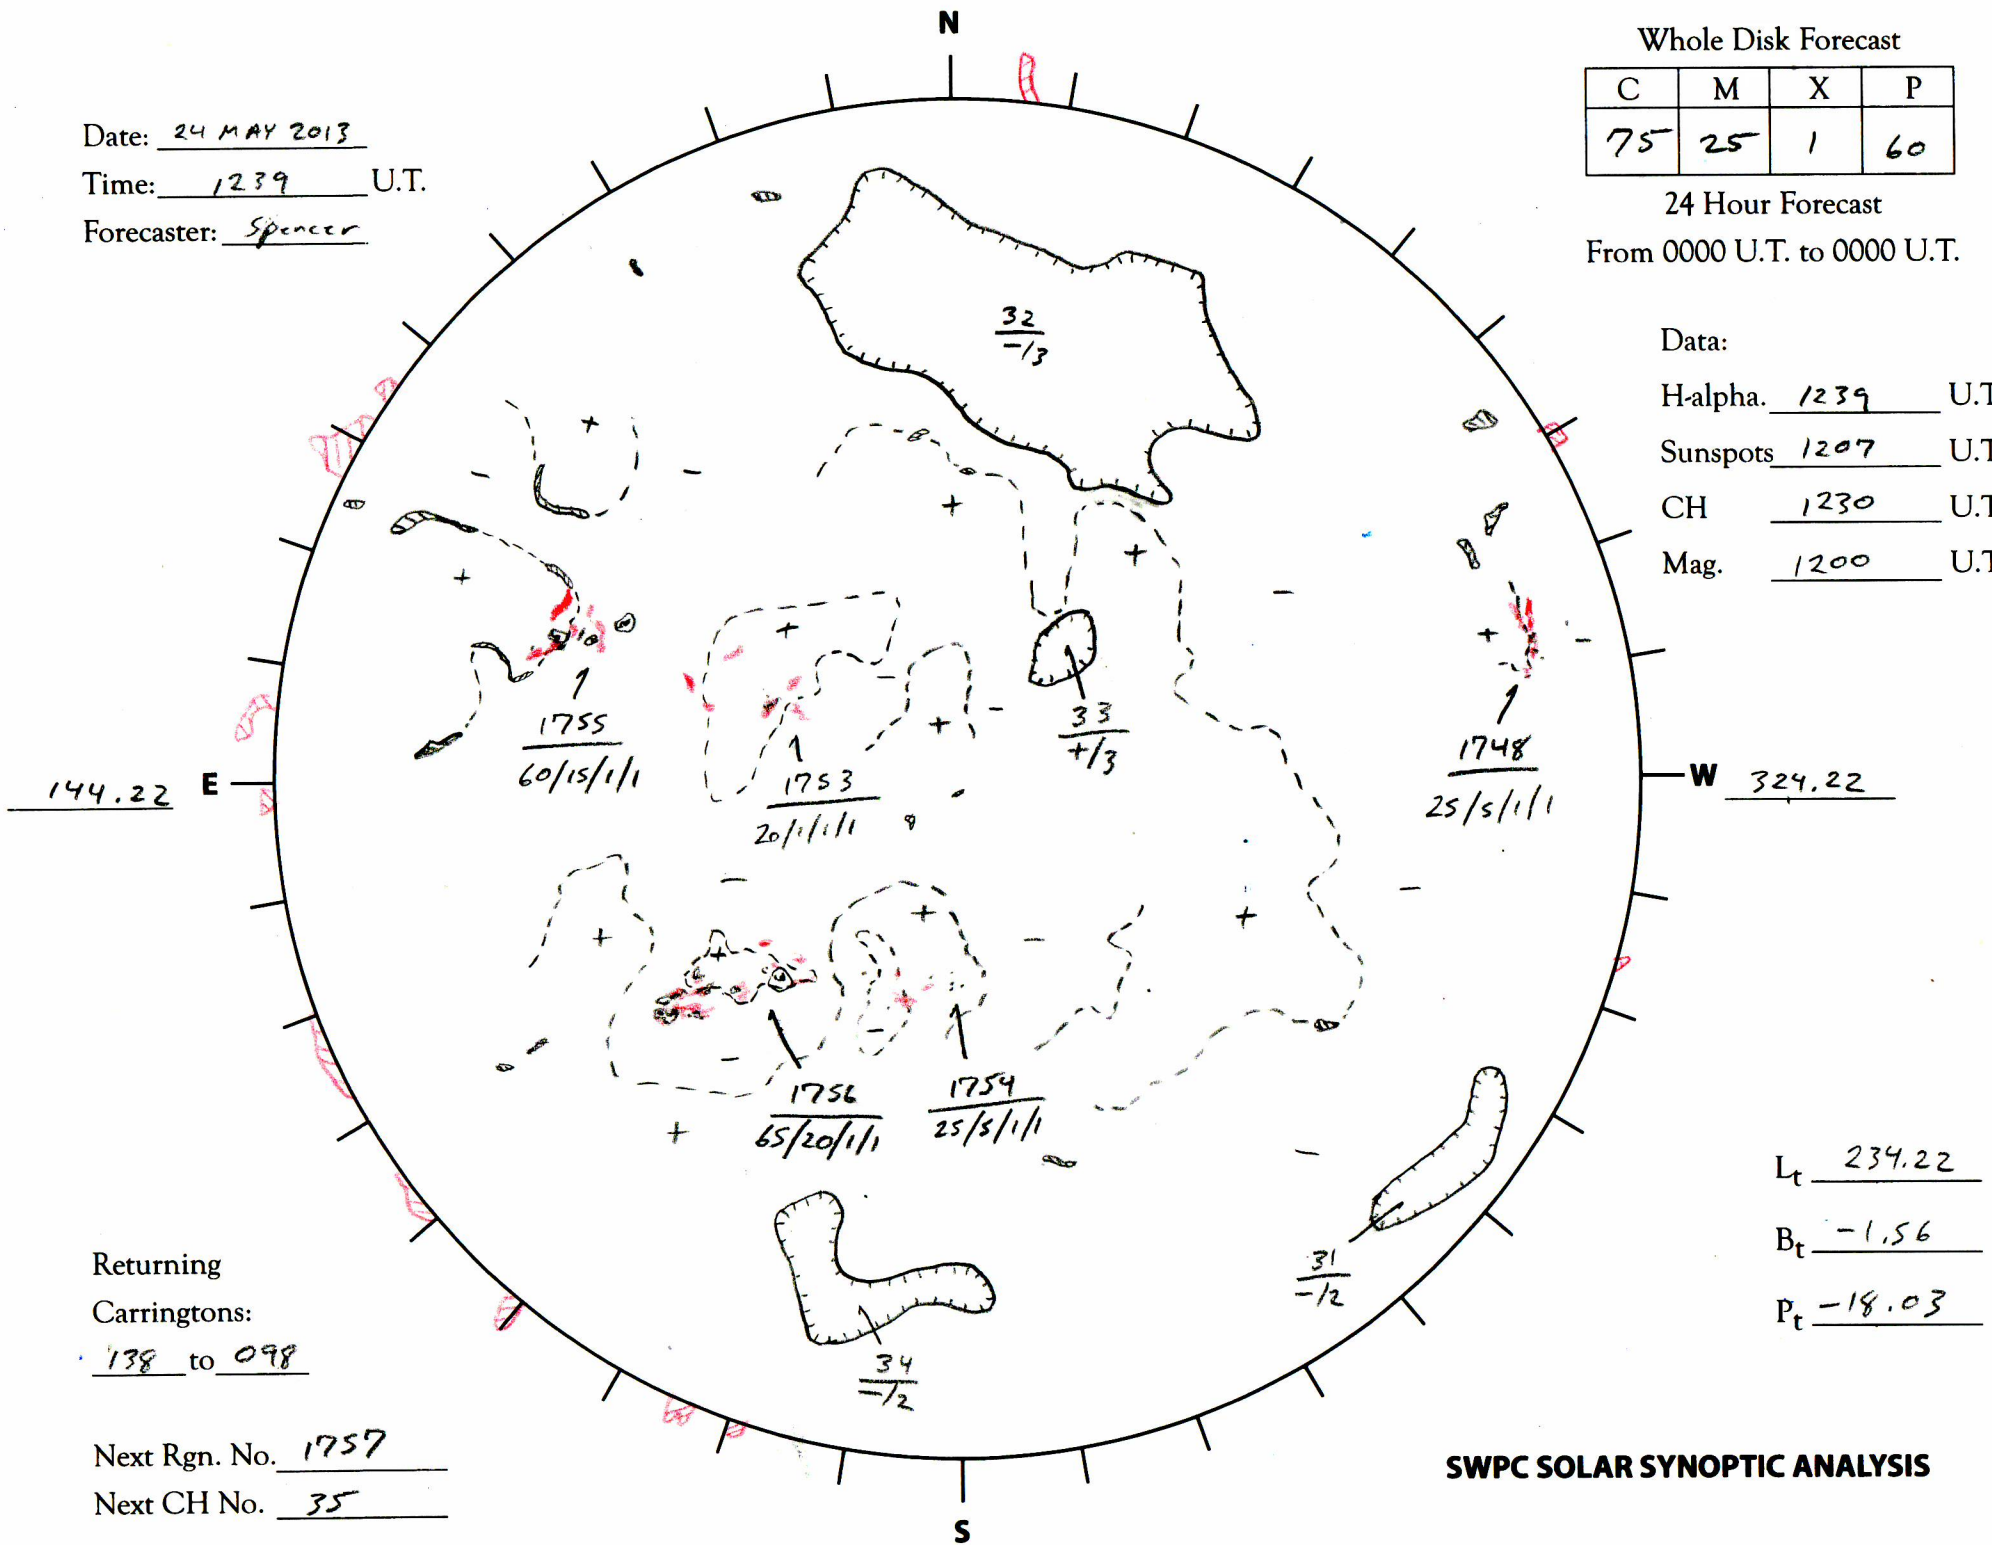 N
Whole Disk Forecast
C M X P
75 25 1 60
24 Hour Forecast
From 0000 U.T. to 0000 U.T.
Date: 24 MAY 2013
Time: 1239 U.T.
Forecaster: Spencer
Data:
H-alpha. 1239 U.T
Sunspots 1207 U.T
CH 1230 U.T
Mag. 1200 U.T
32
-/3
+
-
-
+
+
+
-
+
+
-
1755
60/15/1/1
-
+
-
33
+/3
1753
20/1/1/1
1748
25/5/1/1
144.22 E
W 324.22
-
+
+
+
-
+
-
-
-
1756
65/20/1/1
1754
25/5/1/1
+
-
Lt 234.22
Bt -1.56
Pt -18.03
31
-/2
34
-/2
Returning
Carringtons:
138 to 098
Next Rgn. No. 1757
Next CH No. 35
SWPC SOLAR SYNOPTIC ANALYSIS
S